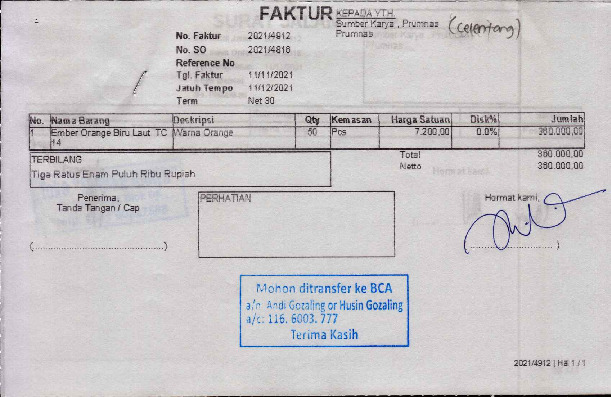 FAKTUR
KEPADA YTH.
Sumber Karya , Prumnas (Celentang)
Prumnas
No. Faktur 2021/4912
No. SO 2021/4818
Reference No
Tgl. Faktur 11/11/2021
Jatuh Tempo 11/12/2021
Term Net 30
No. Nama Barang Deskripsi Qty Kemasan Harga Satuan Disk% Jumlah
1 Ember Orange Biru Laut TC Warna Orange 50 Pcs 7.200,00 0.0% 360.000,00
14
TERBILANG
Tiga Ratus Enam Puluh Ribu Rupiah
Total 360.000,00
Netto 360.000,00
Penerima,
Tanda Tangan / Cap
(..............................................)
PERHATIAN
Hormat kami,
(..............................)
Mohon ditransfer ke BCA
a/n. Andi Gozaling or Husin Gozaling
a/c: 116. 6003. 777
Terima Kasih
2021/4912 | Hal 1 / 1